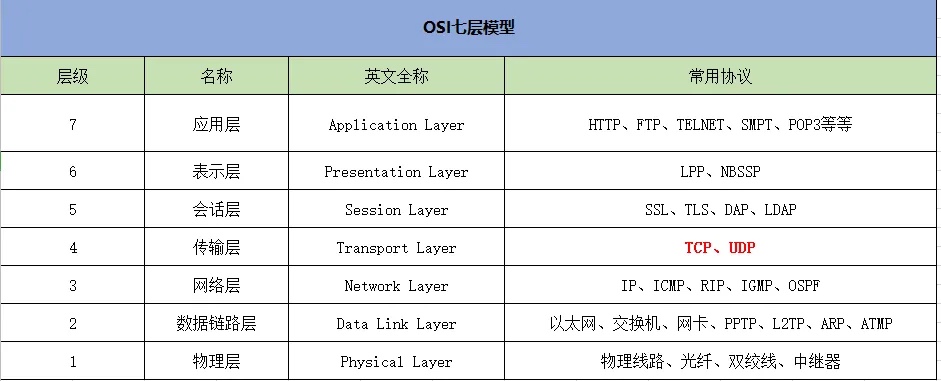 OSI七层模型
层级 名称 英文全称 常用协议
7 应用层 Application Layer HTTP、FTP、TELNET、SMPT、POP3等等
6 表示层 Presentation Layer LPP、NBSSP
5 会话层 Session Layer SSL、TLS、DAP、LDAP
4 传输层 Transport Layer TCP、UDP
3 网络层 Network Layer IP、ICMP、RIP、IGMP、OSPF
2 数据链路层 Data Link Layer 以太网、交换机、网卡、PPTP、L2TP、ARP、ATMP
1 物理层 Physical Layer 物理线路、光纤、双绞线、中继器